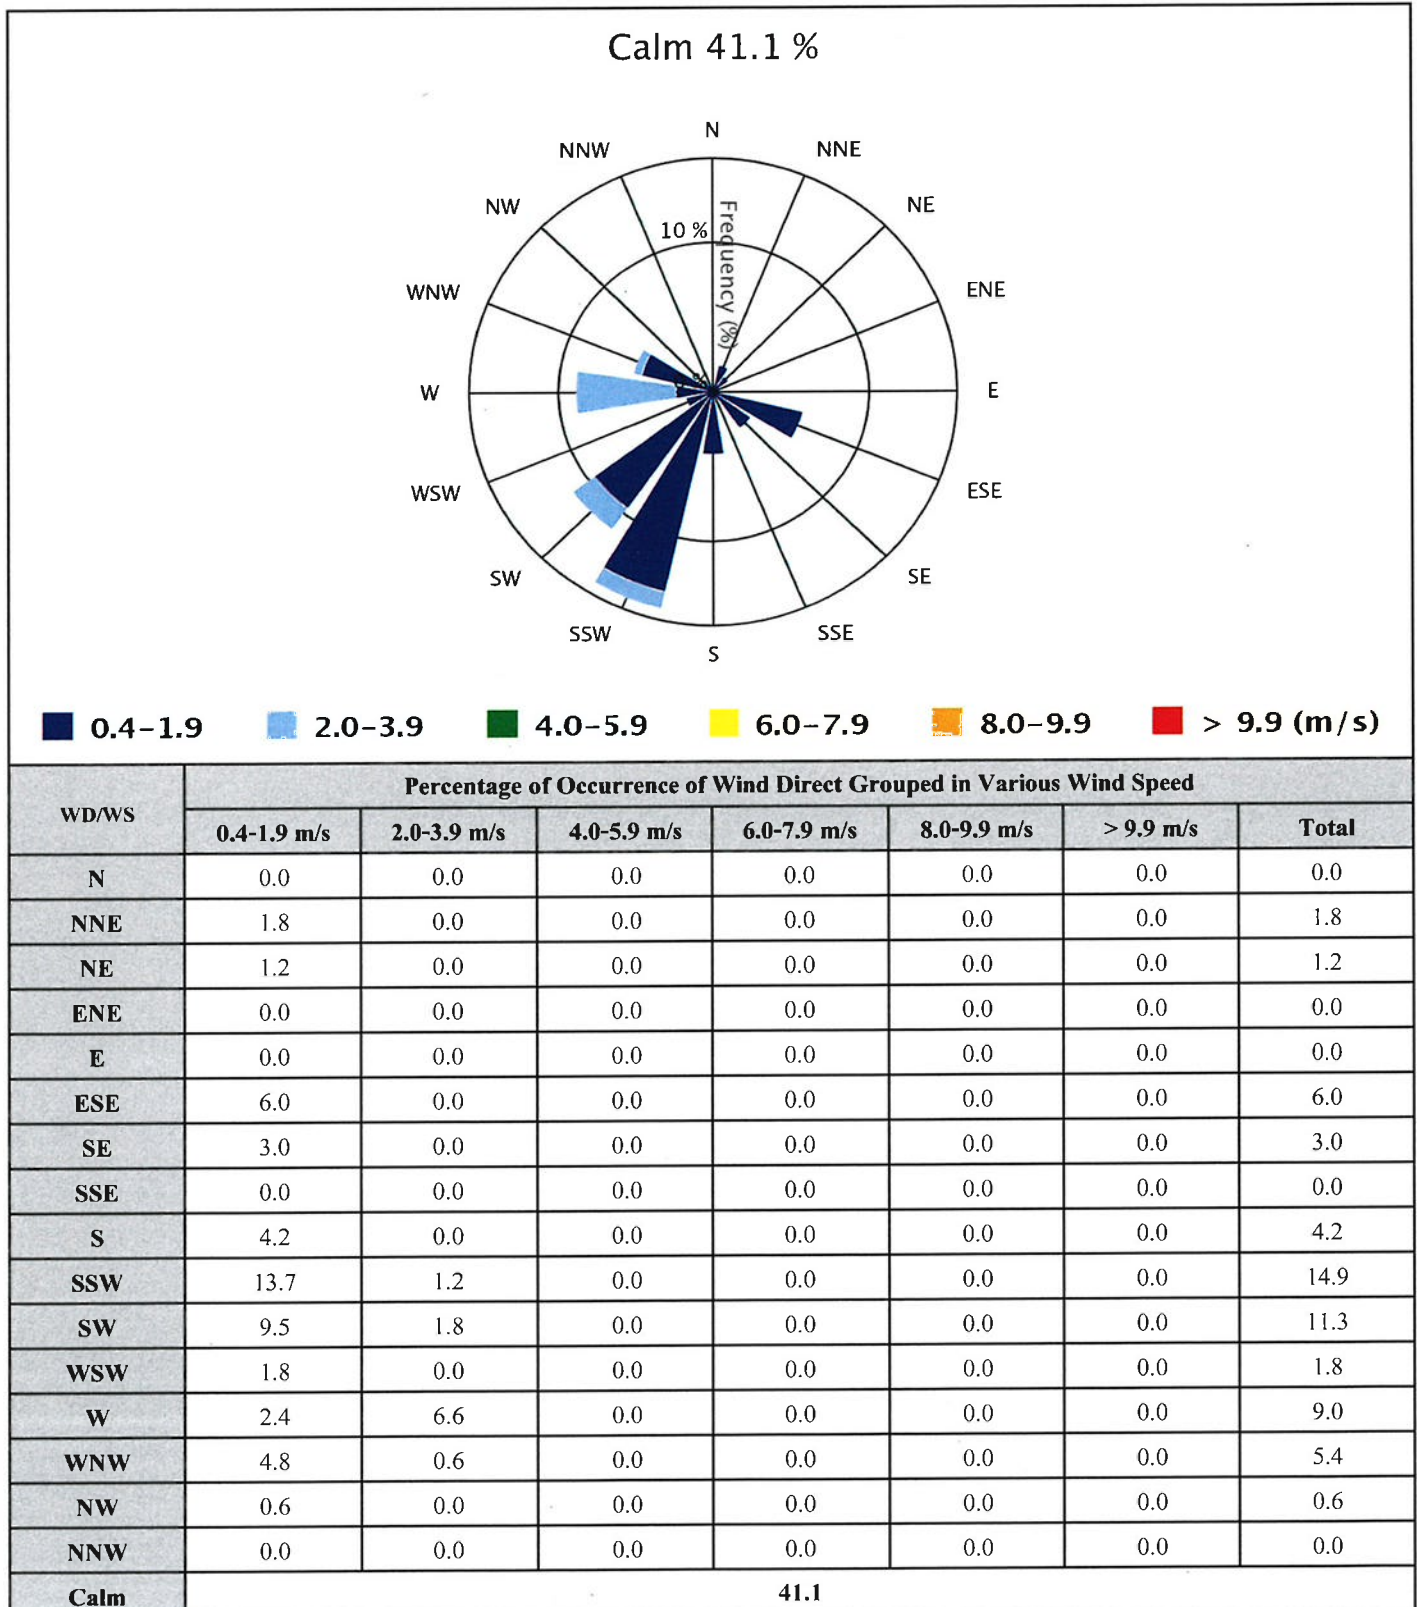 Calm 41.1 %
N
NNW
NNE
NW
NE
10 %
Frequency (%)
WNW
ENE
W
E
WSW
ESE
SW
SE
SSW
SSE
S
0.4–1.9 2.0–3.9 4.0–5.9 6.0–7.9 8.0–9.9 > 9.9 (m/s)
WD/WS Percentage of Occurrence of Wind Direct Grouped in Various Wind Speed
0.4-1.9 m/s 2.0-3.9 m/s 4.0-5.9 m/s 6.0-7.9 m/s 8.0-9.9 m/s > 9.9 m/s Total
N 0.0 0.0 0.0 0.0 0.0 0.0 0.0
NNE 1.8 0.0 0.0 0.0 0.0 0.0 1.8
NE 1.2 0.0 0.0 0.0 0.0 0.0 1.2
ENE 0.0 0.0 0.0 0.0 0.0 0.0 0.0
E 0.0 0.0 0.0 0.0 0.0 0.0 0.0
ESE 6.0 0.0 0.0 0.0 0.0 0.0 6.0
SE 3.0 0.0 0.0 0.0 0.0 0.0 3.0
SSE 0.0 0.0 0.0 0.0 0.0 0.0 0.0
S 4.2 0.0 0.0 0.0 0.0 0.0 4.2
SSW 13.7 1.2 0.0 0.0 0.0 0.0 14.9
SW 9.5 1.8 0.0 0.0 0.0 0.0 11.3
WSW 1.8 0.0 0.0 0.0 0.0 0.0 1.8
W 2.4 6.6 0.0 0.0 0.0 0.0 9.0
WNW 4.8 0.6 0.0 0.0 0.0 0.0 5.4
NW 0.6 0.0 0.0 0.0 0.0 0.0 0.6
NNW 0.0 0.0 0.0 0.0 0.0 0.0 0.0
Calm 41.1